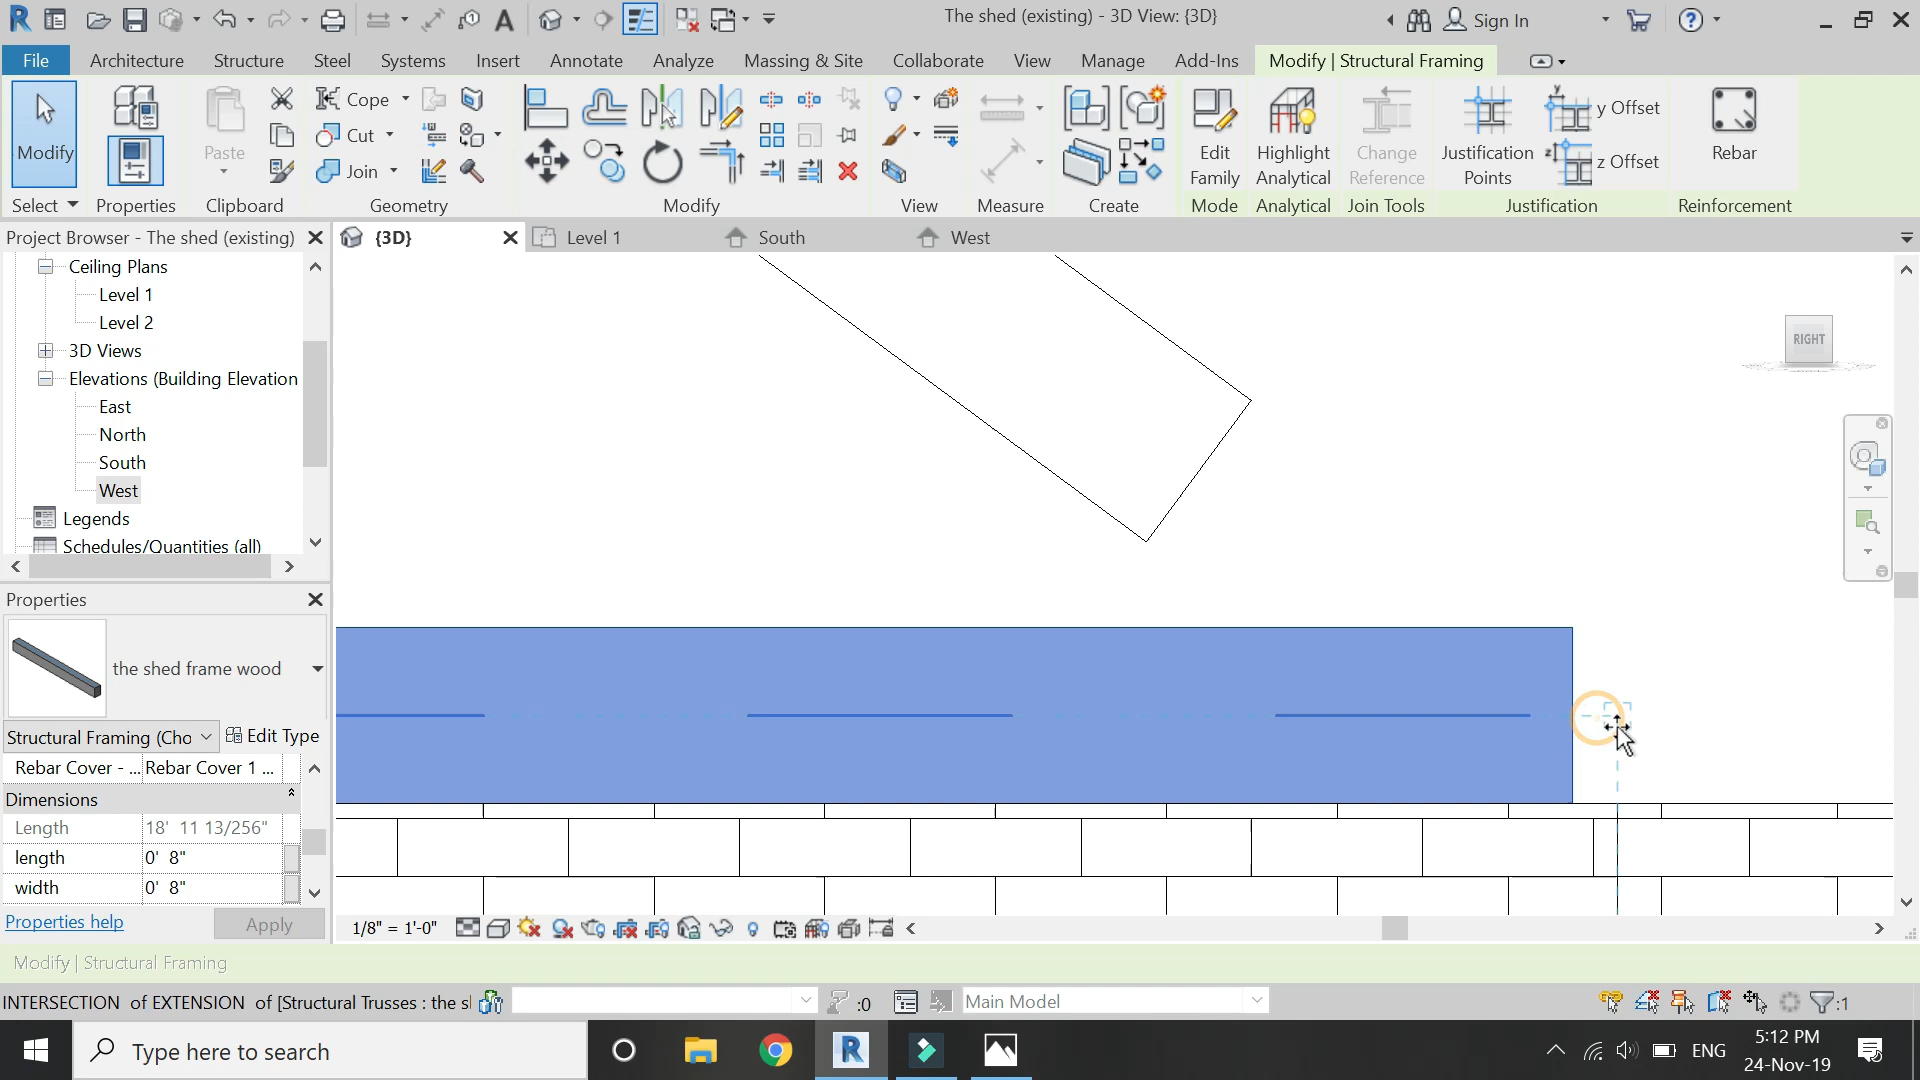 The shed (existing) - 3D View: {3D}
Sign In
File
Architecture
Structure
Steel
Systems
Insert
Annotate
Analyze
Massing & Site
Collaborate
View
Manage
Add-Ins
Modify | Structural Framing
Modify
Paste
Cope
Cut
Join
Edit
Family
Highlight
Analytical
Change
Reference
Justification
Points
y Offset
z Offset
Rebar
Select
Properties
Clipboard
Geometry
Modify
View
Measure
Create
Mode
Analytical
Join Tools
Justification
Reinforcement
Project Browser - The shed (existing)
{3D}
Level 1
South
West
Ceiling Plans
Level 1
Level 2
3D Views
Elevations (Building Elevation
East
North
South
West
Legends
Schedules/Quantities (all)
RIGHT
Properties
the shed frame wood
Structural Framing (Cho
Edit Type
Rebar Cover - ... Rebar Cover 1 ...
Dimensions
Length 18' 11 13/256"
length 0' 8"
width 0' 8"
Properties help
Apply
1/8" = 1'-0"
Modify | Structural Framing
INTERSECTION of EXTENSION of [Structural Trusses : the s
:0
Main Model
:1
Type here to search
ENG
5:12 PM
24-Nov-19